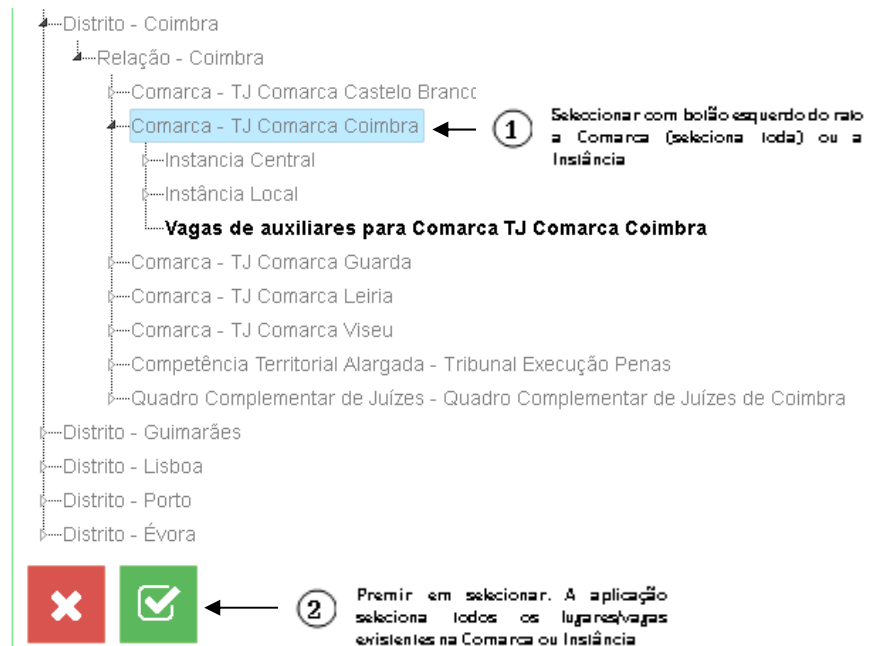 Distrito - Coimbra
Relação - Coimbra
Comarca - TJ Comarca Castelo Branco
Comarca - TJ Comarca Coimbra
1
Seleccionar com botão esquerdo do rato
a Comarca (seleciona toda) ou a
Instância
Instancia Central
Instância Local
Vagas de auxiliares para Comarca TJ Comarca Coimbra
Comarca - TJ Comarca Guarda
Comarca - TJ Comarca Leiria
Comarca - TJ Comarca Viseu
Competência Territorial Alargada - Tribunal Execução Penas
Quadro Complementar de Juízes - Quadro Complementar de Juízes de Coimbra
Distrito - Guimarães
Distrito - Lisboa
Distrito - Porto
Distrito - Évora
2
Premir em selecionar. A aplicação
seleciona todos os lugares/vagas
existentes na Comarca ou Instância